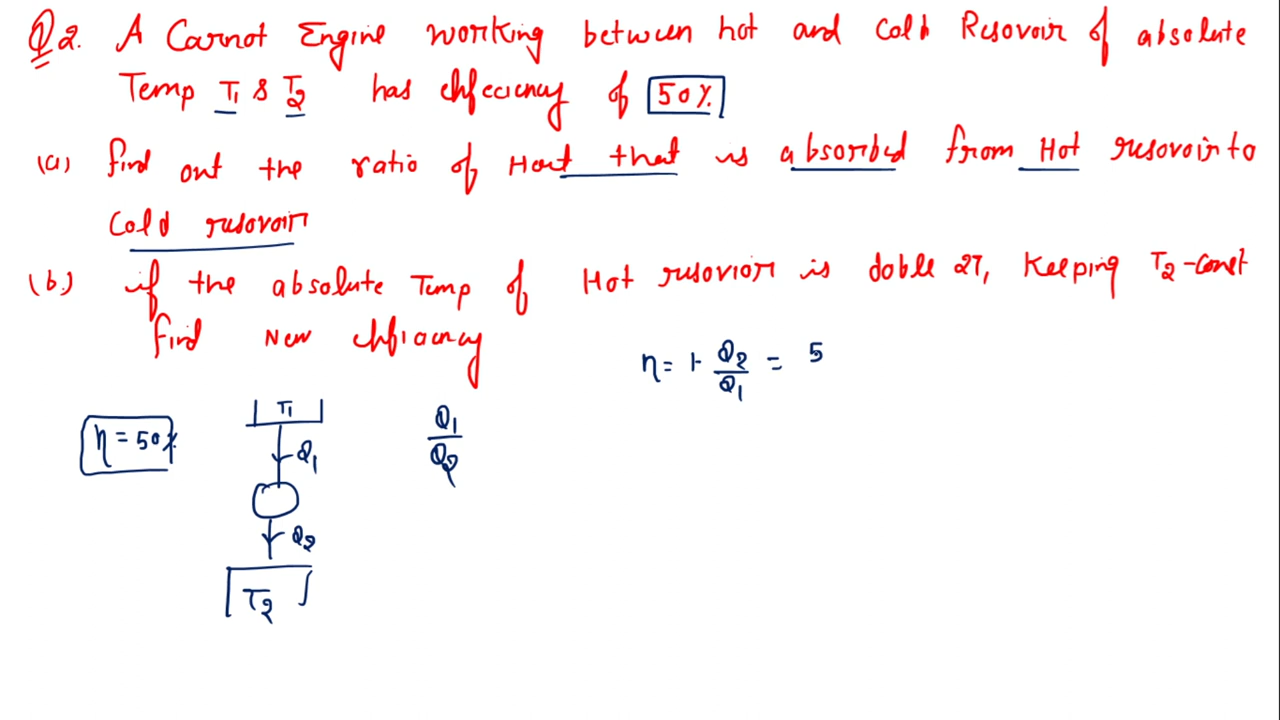 Q2. A Carnot Engine working between hot and Cold Resovoir of absolute
Temp T1 & T2 has efficiency of 50%
(a) find out the ratio of Heat that is absorbed from Hot resovoir to
Cold resovoir
(b.) if the absolute Temp of Hot resovior is doble 2T, Keeping T2-const
find New efficiency
η = 1- Q2/Q1 = 5
η = 50%
T1
Q1
Q1/Q2
Q2
T2